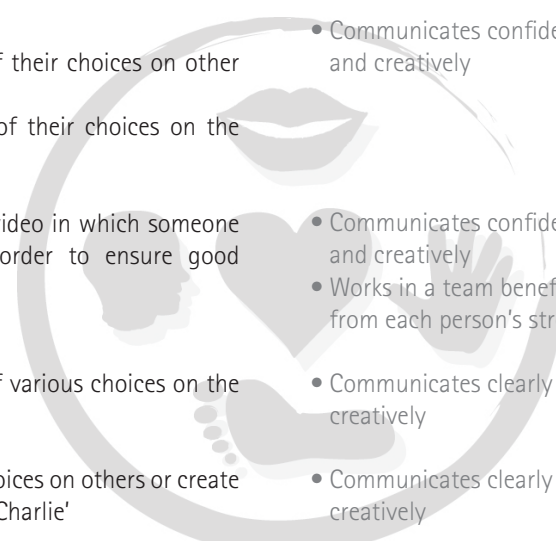 f their choices on other
of their choices on the
video in which someone
order to ensure good
f various choices on the
oices on others or create
Charlie'
• Communicates confide
and creatively
• Communicates confide
and creatively
• Works in a team benef
from each person's str
• Communicates clearly
creatively
• Communicates clearly
creatively